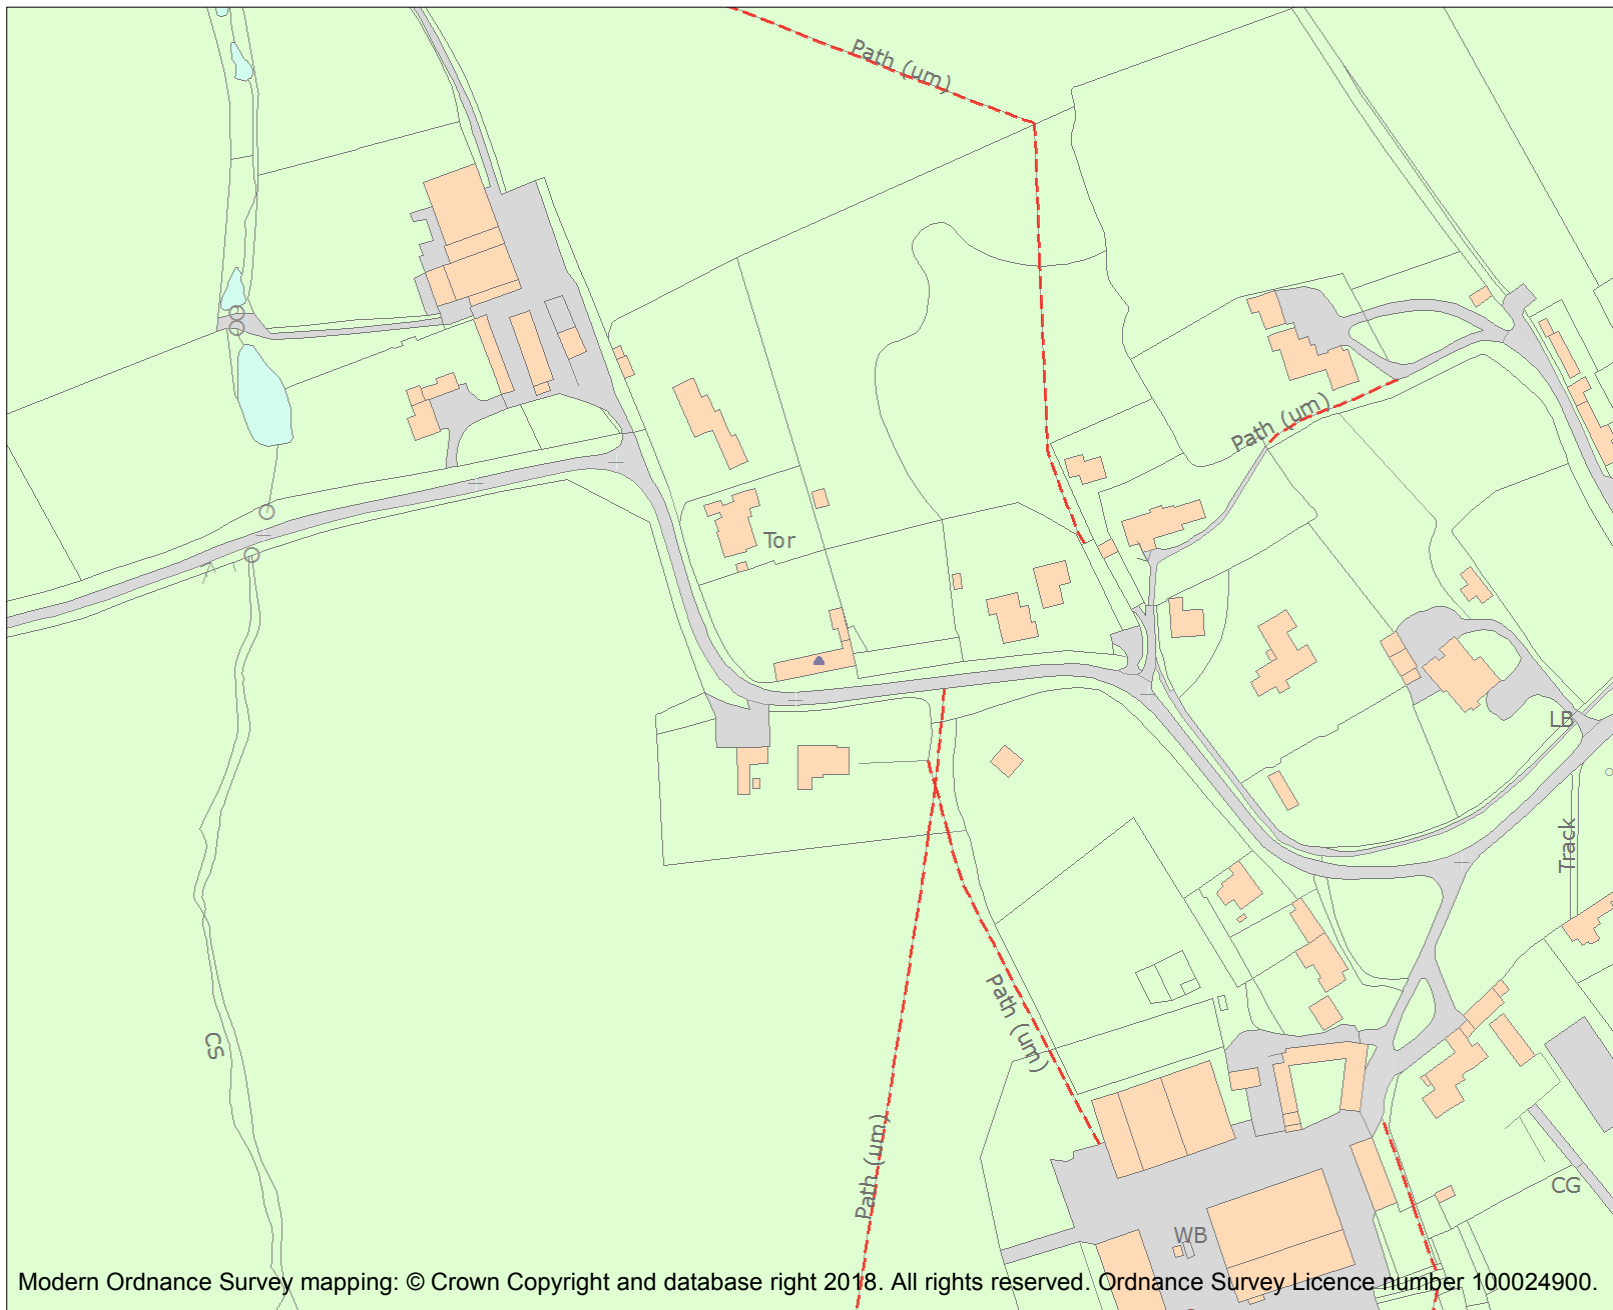 Path (um)
Path (um)
Tor
LB
Track
Path (um)
CS
Path (um)
CG
WB
Modern Ordnance Survey mapping: © Crown Copyright and database right 2018. All rights reserved. Ordnance Survey Licence number 100024900.